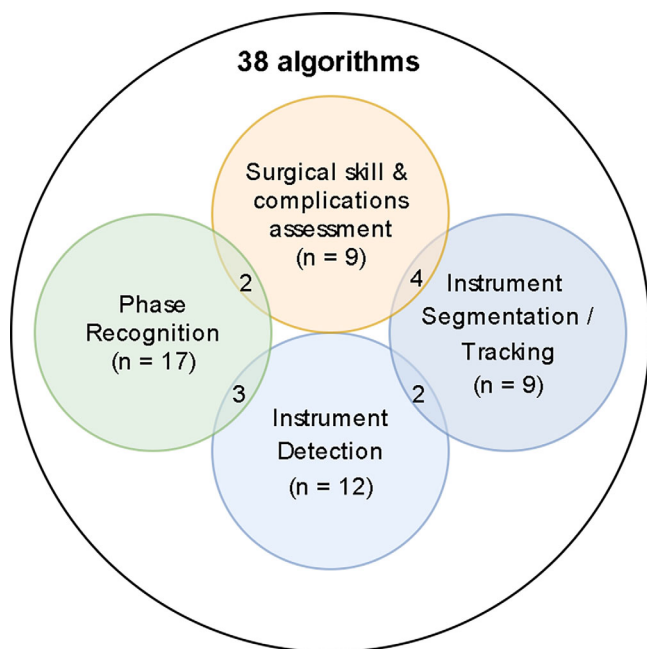 38 algorithms
Surgical skill &
complications
assessment
(n = 9)
2
4
Phase
Recognition
(n = 17)
Instrument
Segmentation /
Tracking
(n = 9)
3
2
Instrument
Detection
(n = 12)